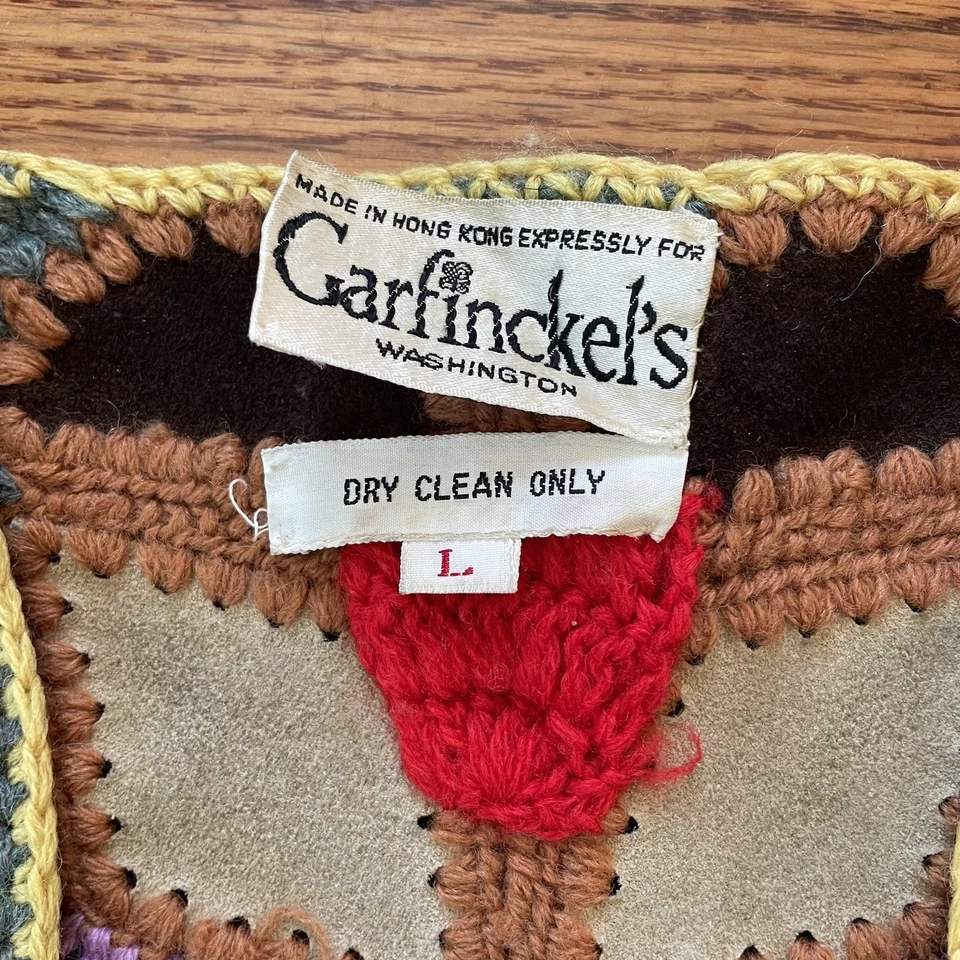 MADE IN HONG KONG EXPRESSLY FOR
Garfinckel's
WASHINGTON
DRY CLEAN ONLY
L